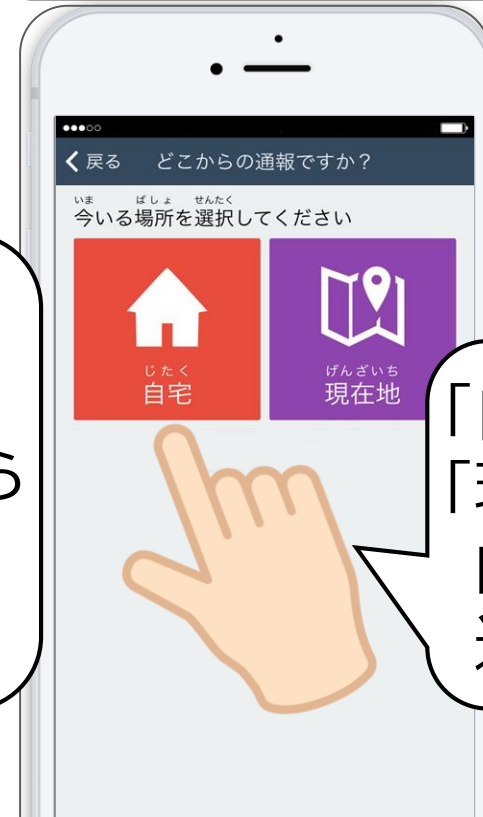 戻る どこからの通報ですか？
いま ばしょ せんたく
今いる場所を選択してください
じたく
自宅
げんざいち
現在地
ら
「
「